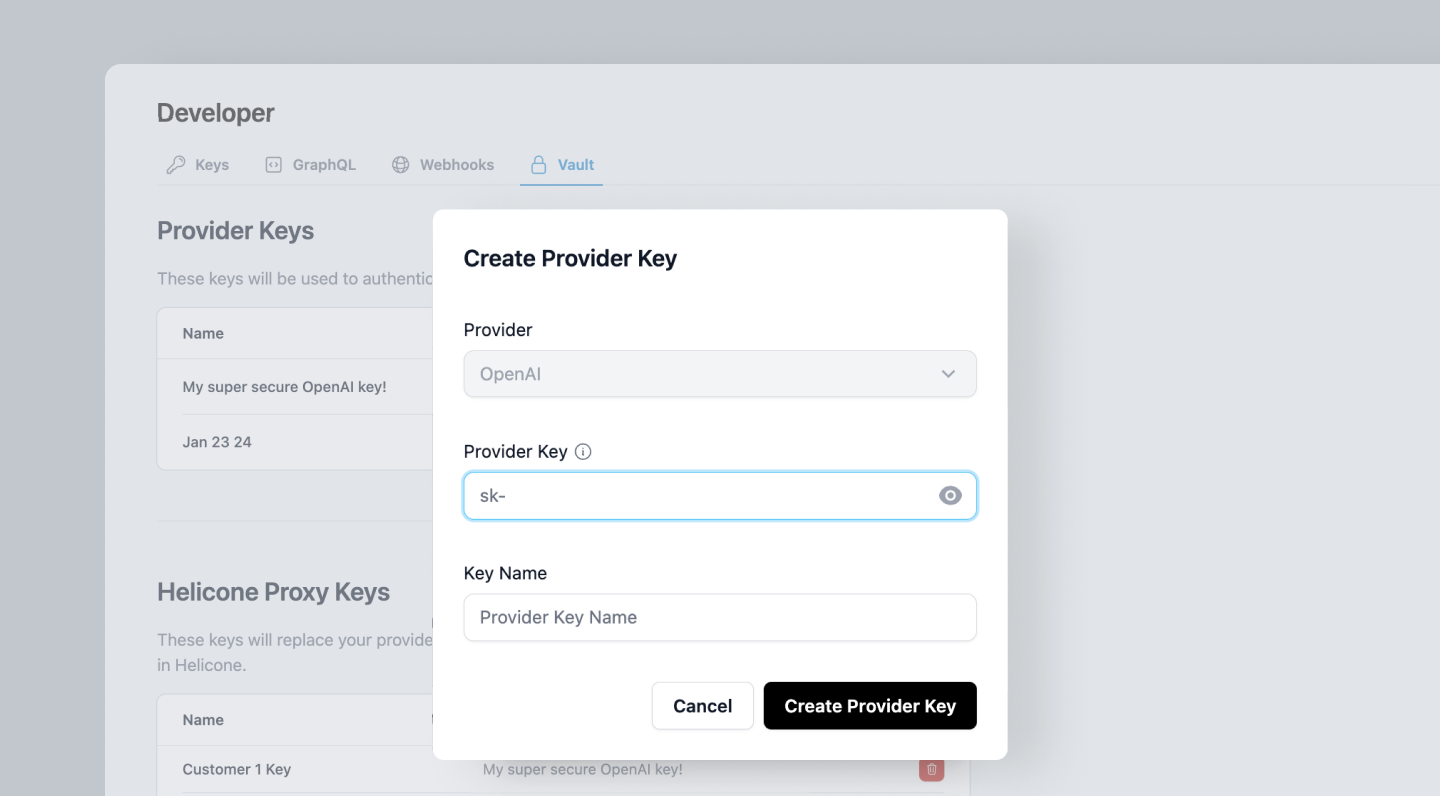 Developer
Keys GraphQL Webhooks Vault
Provider Keys
These keys will be used to
Name
My super secure OpenAI key!
Jan 23 24
Helicone Proxy Keys
These keys will replace your
in Helicone.
Name
Customer 1 Key My super secure OpenAI key!
Create Provider Key
Provider
OpenAI
Provider Key
sk-
Key Name
Provider Key Name
Cancel Create Provider Key